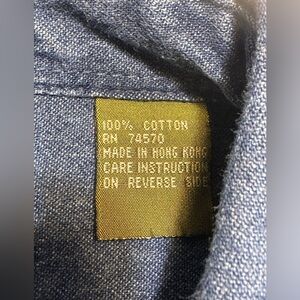 100% COTTON
RN 74570
MADE IN HONG KONG
CARE INSTRUCTION
ON REVERSE SIDE